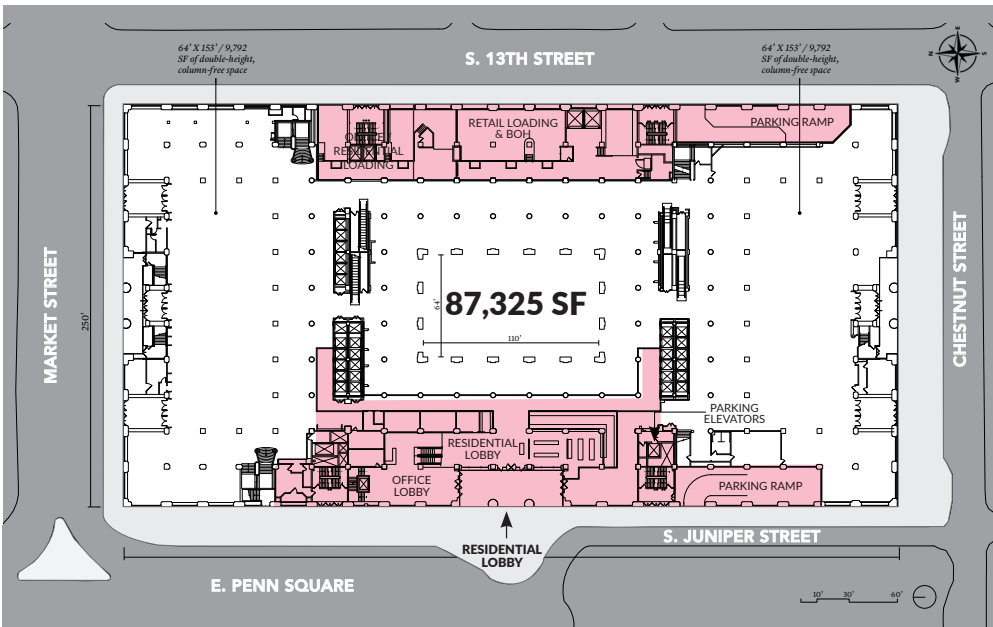 64' X 153' / 9,792
SF of double-height,
column-free space
S. 13TH STREET
64' X 153' / 9,792
SF of double-height,
column-free space
E
N
S
W
RETAIL LOADING
& BOH
PARKING RAMP
RESIDENTIAL
LOADING
MARKET STREET
250'
64'
87,325 SF
110'
CHESTNUT STREET
PARKING
ELEVATORS
RESIDENTIAL
LOBBY
OFFICE
LOBBY
PARKING RAMP
RESIDENTIAL
LOBBY
S. JUNIPER STREET
E. PENN SQUARE
10'
30'
60'